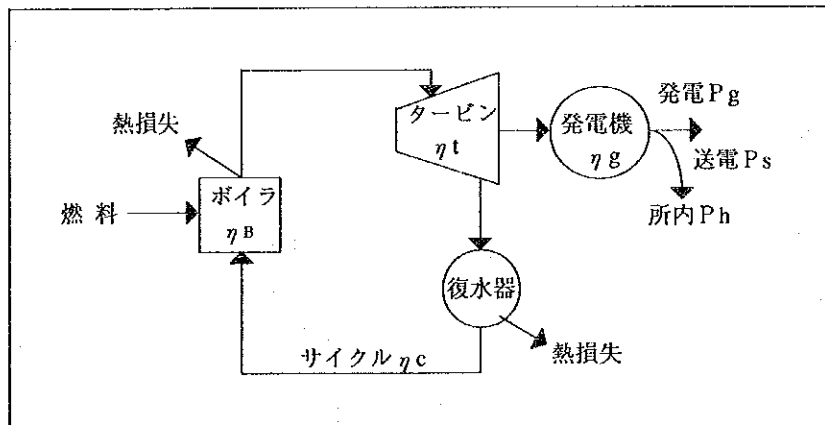 熱損失
燃料
ボイラ
ηB
タービン
ηt
発電機
ηg
発電Pg
送電Ps
所内Ph
復水器
熱損失
サイクルηc